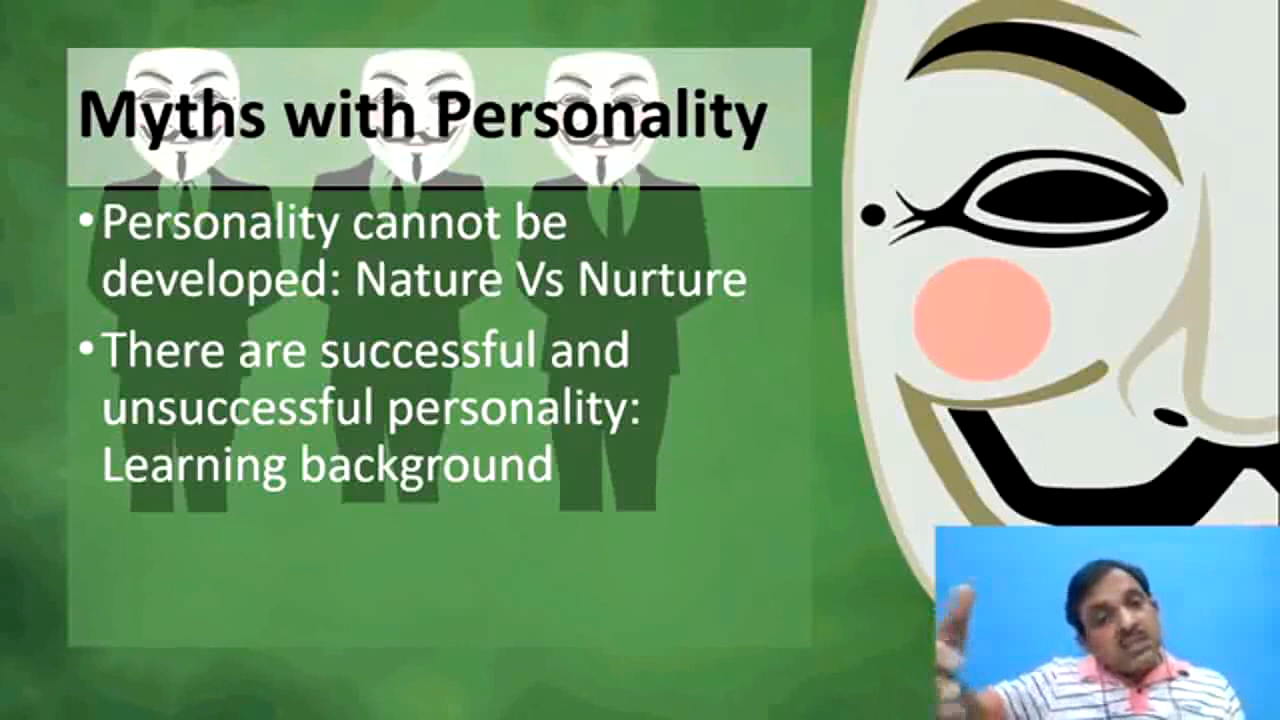 Myths with Personality
•Personality cannot be
developed: Nature Vs Nurture
•There are successful and
unsuccessful personality:
Learning background